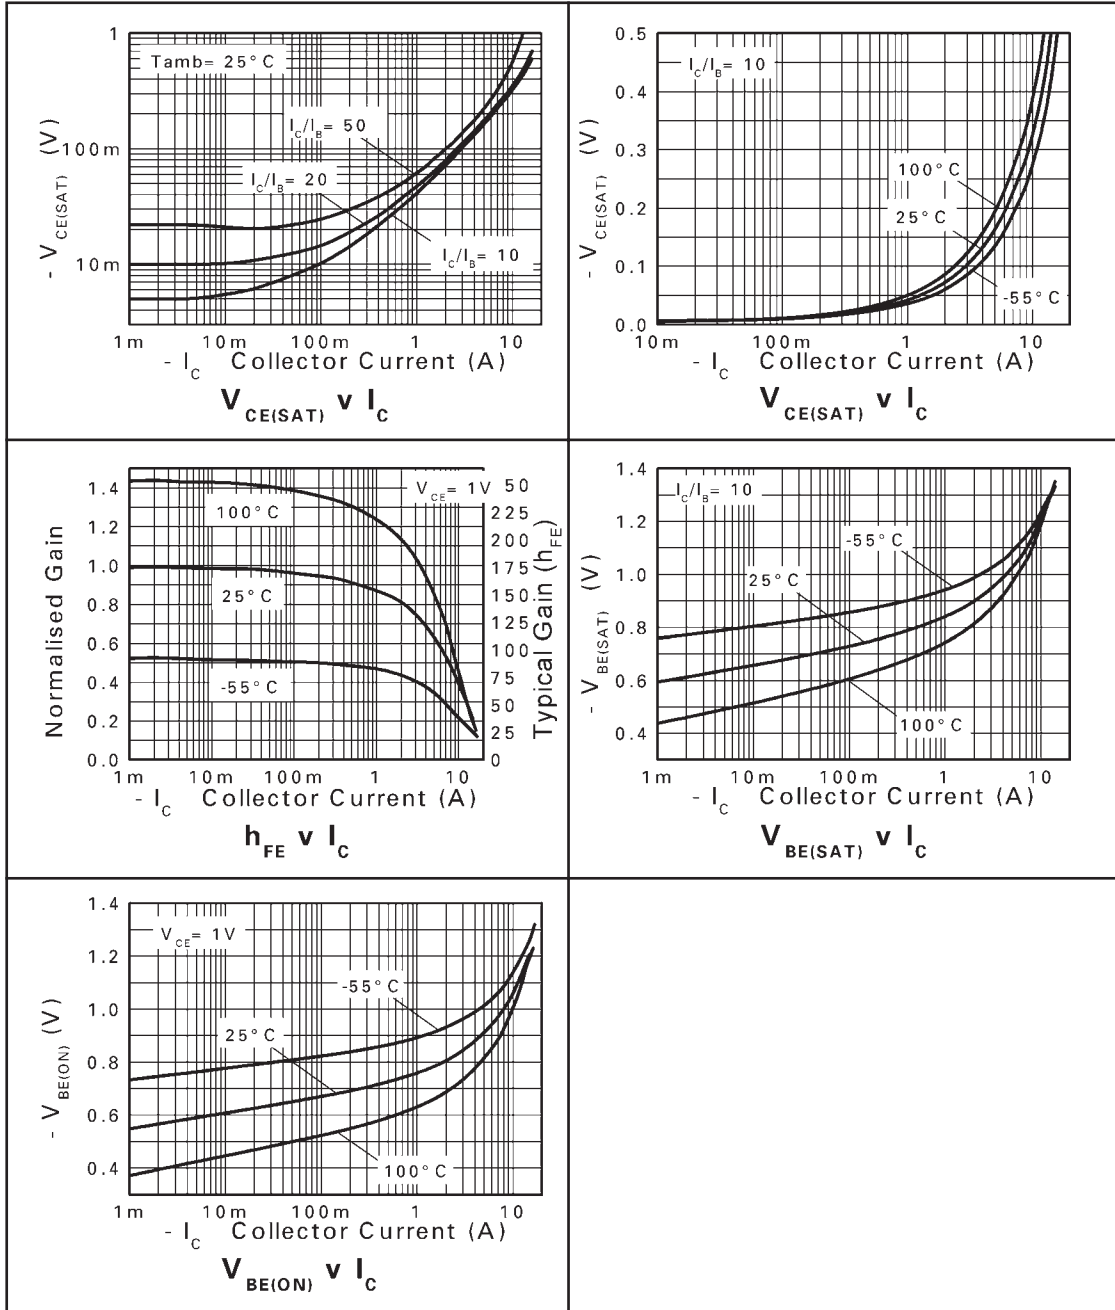 1
100m
10m
- V CE(SAT) (V)
Tamb= 25°C
I C /I B = 50
I C /I B = 20
I C /I B = 10
1m 10m 100m 1 10
- I C Collector Current (A)
V CE(SAT) v I C
0.5
0.4
0.3
0.2
0.1
0.0
- V CE(SAT) (V)
I C /I B = 10
100°C
25°C
-55°C
10m 100m 1 10
- I C Collector Current (A)
V CE(SAT) v I C
1.4
1.2
1.0
0.8
0.6
0.4
0.2
0.0
Normalised Gain
V CE = 1V
100°C
25°C
-55°C
50
225
200
175
150
125
100
75
50
25
0
Typical Gain (h FE )
1m 10m 100m 1 10
- I C Collector Current (A)
h FE v I C
1.4
1.2
1.0
0.8
0.6
0.4
- V BE(SAT) (V)
I C /I B = 10
-55°C
25°C
100°C
1m 10m 100m 1 10
- I C Collector Current (A)
V BE(SAT) v I C
1.4
1.2
1.0
0.8
0.6
0.4
- V BE(ON) (V)
V CE = 1V
-55°C
25°C
100°C
1m 10m 100m 1 10
- I C Collector Current (A)
V BE(ON) v I C